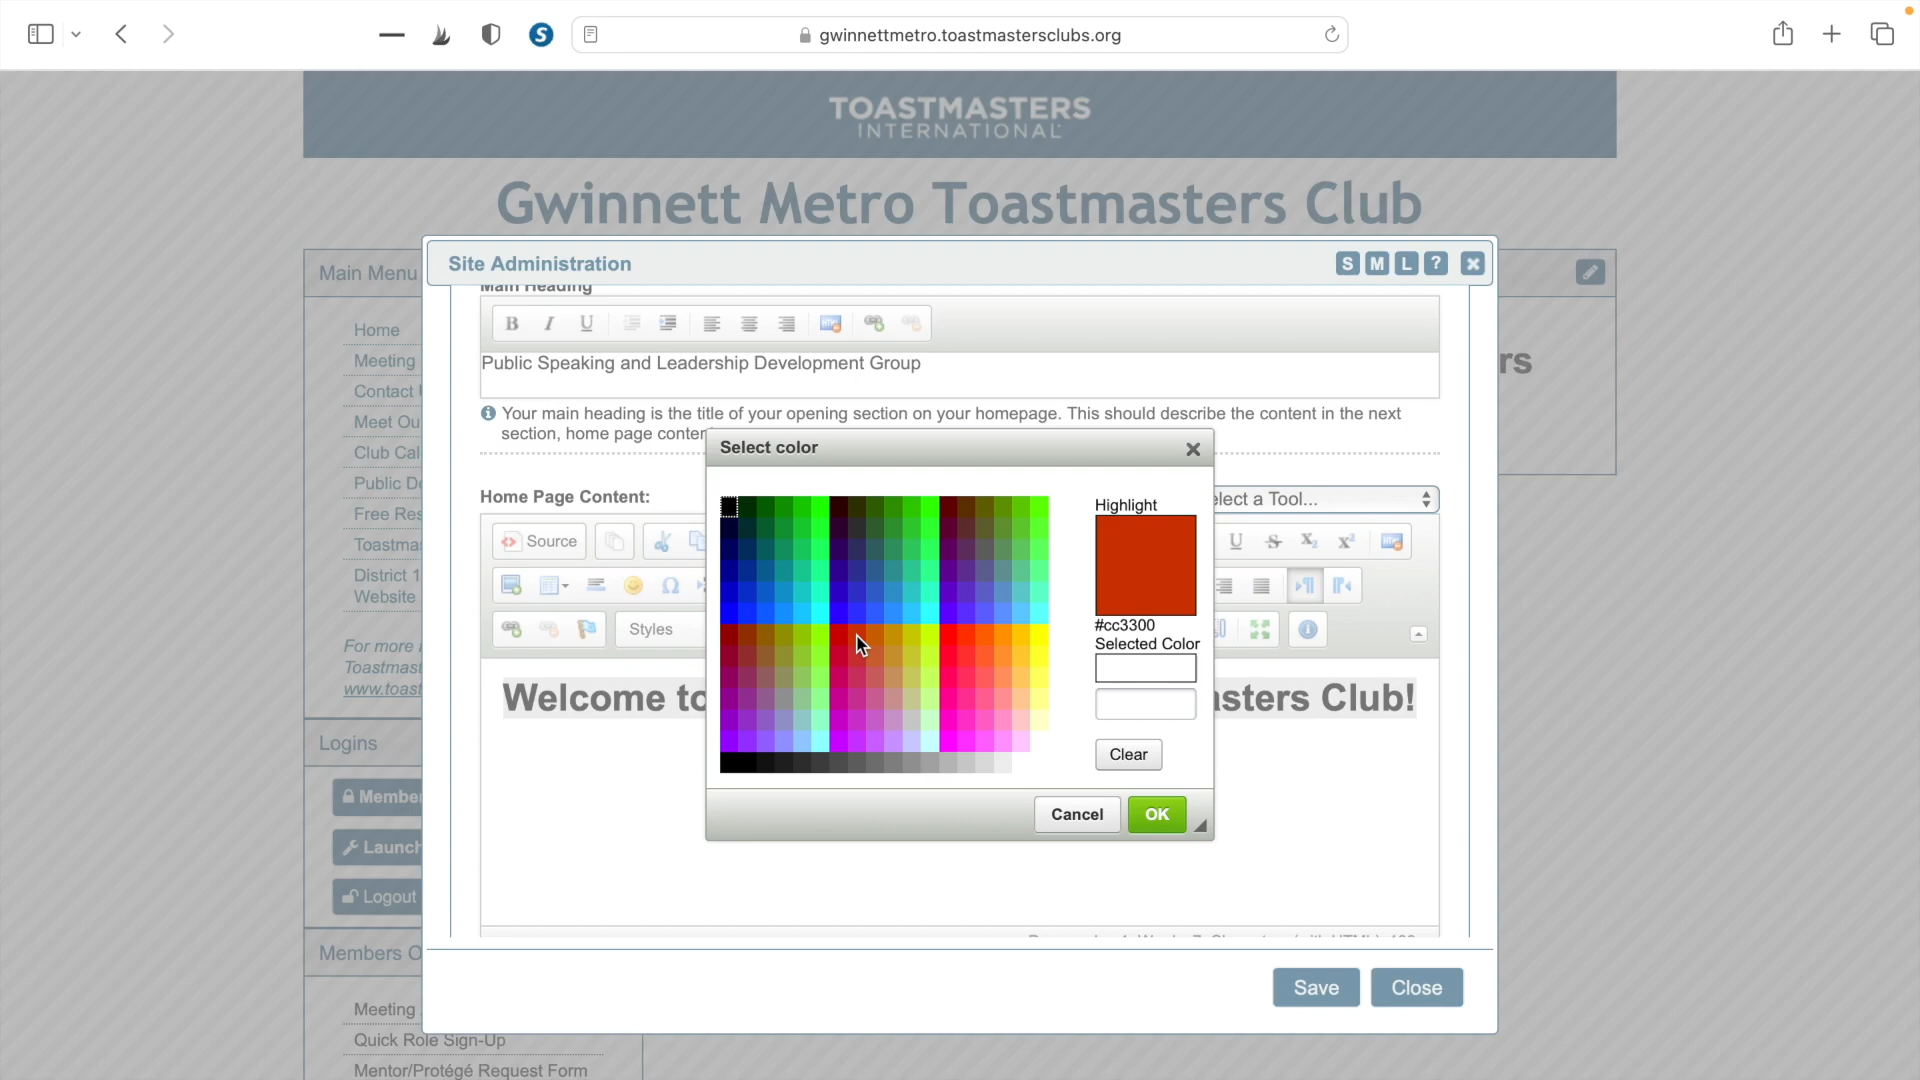 gwinnettmetro.toastmastersclubs.org
TOASTMASTERS
INTERNATIONAL
Gwinnett Metro Toastmasters Club
Site Administration
S M L ?
Main Menu
Main Heading
Home
Meeting
Contact
Meet Ou
Club Cal
Public D
Free Res
Toastma
District 1
Website
B I U
Public Speaking and Leadership Development Group
rs
Your main heading is the title of your opening section on your homepage. This should describe the content in the next
section, home page conten
Select color
Home Page Content:
elect a Tool...
Source
U S X₂ X²
Styles
Highlight
#cc3300
Selected Color
Clear
Cancel
OK
For more
Toastmas
www.toast
Welcome to
asters Club!
Logins
Membe
Launch
Logout
Members O
Meeting
Quick Role Sign-Up
Mentor/Protégé Request Form
Save
Close